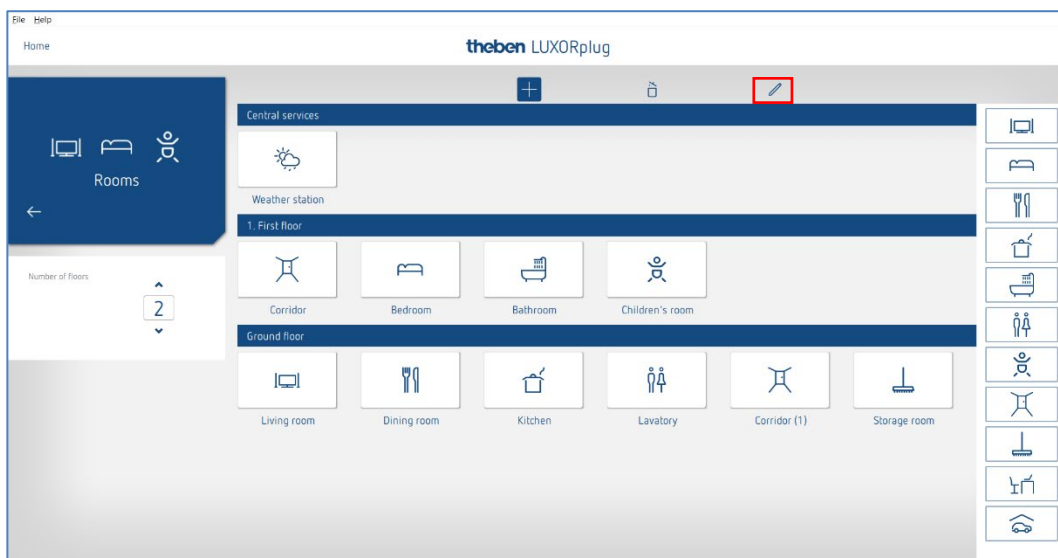 File Help
Home
theben LUXORplug
Rooms
Number of floors
2
Central services
Weather station
1. First floor
Corridor
Bedroom
Bathroom
Children's room
Ground floor
Living room
Dining room
Kitchen
Lavatory
Corridor (1)
Storage room